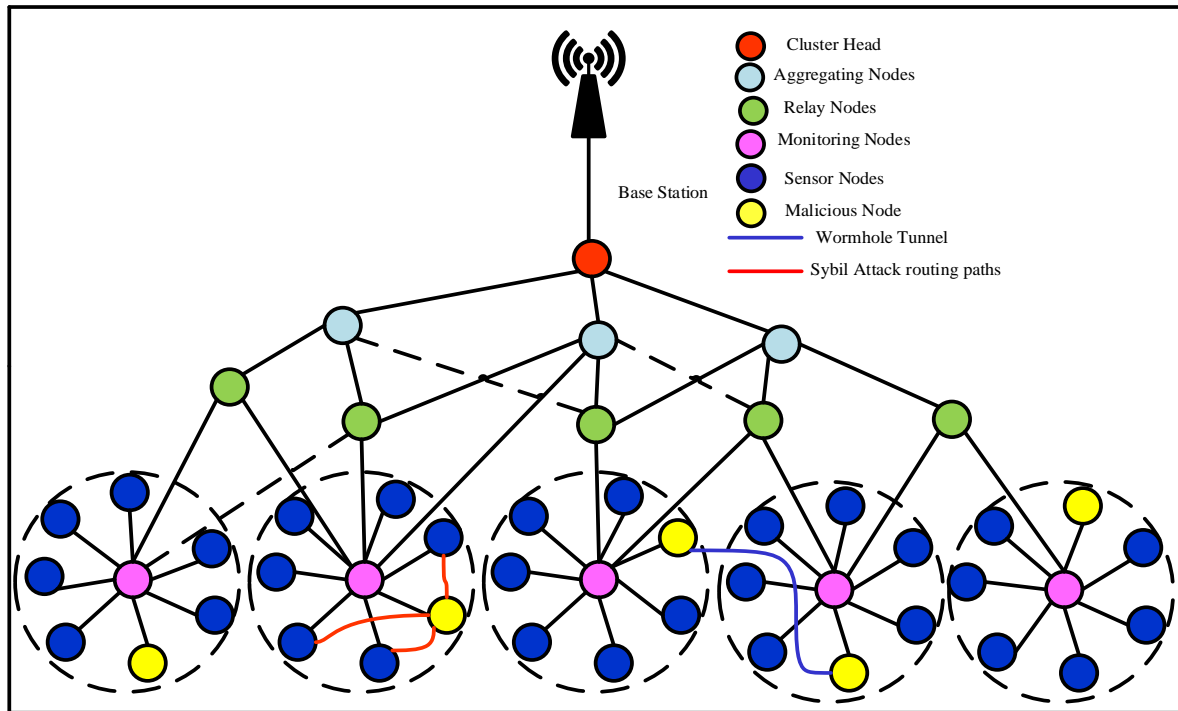 Cluster Head
Aggregating Nodes
Relay Nodes
Monitoring Nodes
Base Station
Sensor Nodes
Malicious Node
Wormhole Tunnel
Sybil Attack routing paths